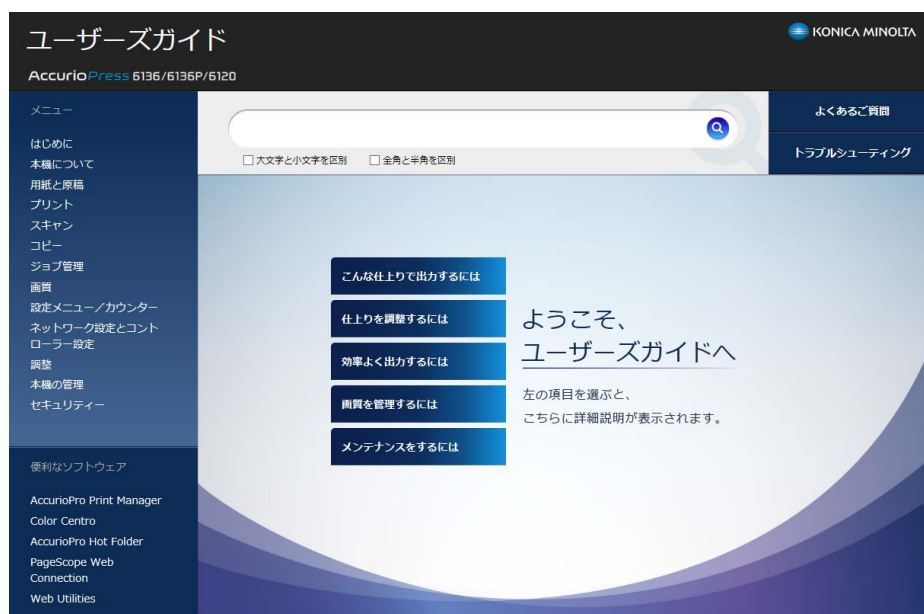 ユーザーズガイド
KONICA MINOLTA
AccurioPress 6136/6136P/6120
メニュー
はじめに
本機について
用紙と原稿
プリント
スキャン
コピー
ジョブ管理
画質
設定メニュー／カウンター
ネットワーク設定とコント
ローラー設定
調整
本機の管理
セキュリティー
便利なソフトウェア
AccurioPro Print Manager
Color Centro
AccurioPro Hot Folder
PageScope Web
Connection
Web Utilities
大文字と小文字を区別
全角と半角を区別
よくあるご質問
トラブルシューティング
こんな仕上りで出力するには
仕上りを調整するには
効率よく出力するには
画質を管理するには
メンテナンスをするには
ようこそ、
ユーザーズガイドへ
左の項目を選ぶと、
こちらに詳細説明が表示されます。